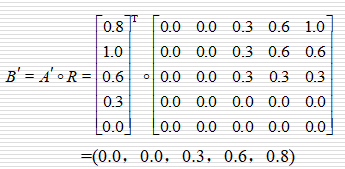 0.8 T 0.0 0.0 0.3 0.6 1.0
1.0 0.0 0.0 0.3 0.6 0.6
B' = A' ∘ R = 0.6 ∘ 0.0 0.0 0.3 0.3 0.3
0.3 0.0 0.0 0.0 0.0 0.0
0.0 0.0 0.0 0.0 0.0 0.0
=(0.0, 0.0, 0.3, 0.6, 0.8)